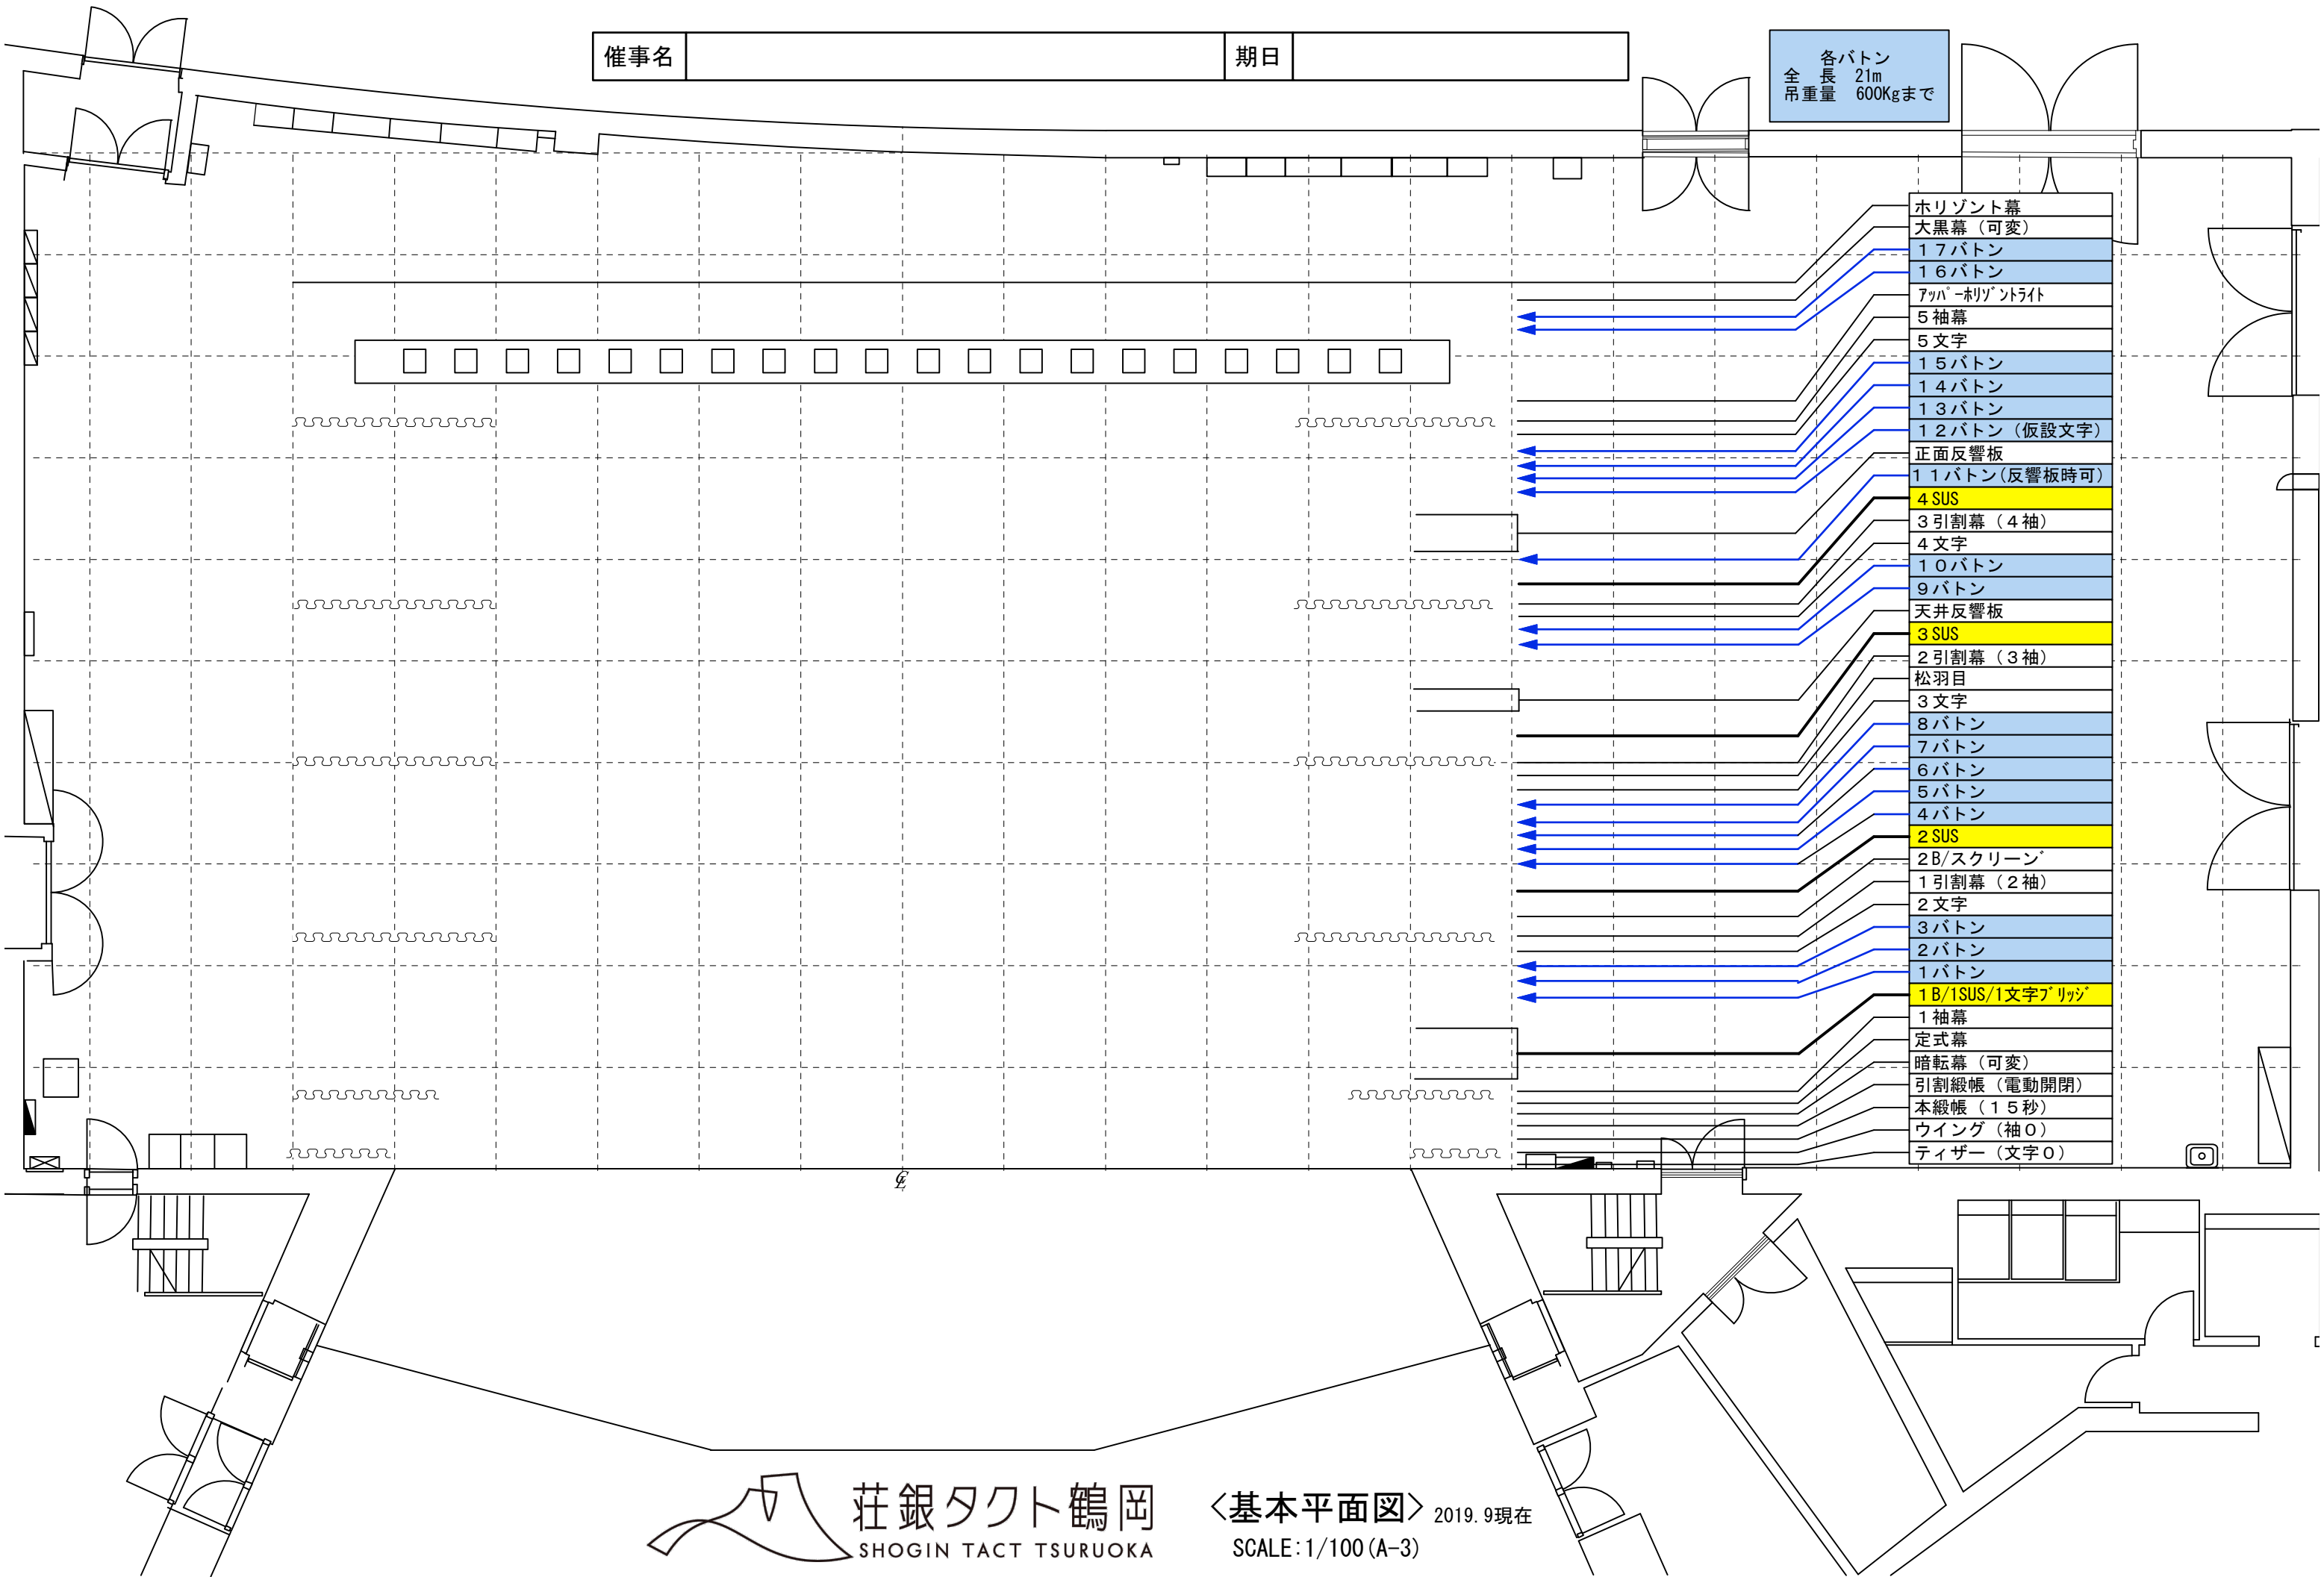 催事名
期日
各バトン
全　長　21m
吊重量　600Kgまで
ホリゾント幕
大黒幕（可変）
１７バトン
１６バトン
ｱｯﾊﾟｰﾎﾘｿﾞﾝﾄﾗｲﾄ
５袖幕
５文字
１５バトン
１４バトン
１３バトン
１２バトン（仮設文字）
正面反響板
１１バトン(反響板時可)
４SUS
３引割幕（４袖）
４文字
１０バトン
９バトン
天井反響板
３SUS
２引割幕（３袖）
松羽目
３文字
８バトン
７バトン
６バトン
５バトン
４バトン
２SUS
２B/スクリーンﾞ
１引割幕（２袖）
２文字
３バトン
２バトン
１バトン
１B/1SUS/1文字ﾌﾞﾘｯｼﾞ
１袖幕
定式幕
暗転幕（可変）
引割緞帳（電動開閉）
本緞帳（１５秒）
ウイング（袖０）
ティザー（文字０）
℄
荘銀タクト鶴岡
SHOGIN TACT TSURUOKA
〈基本平面図〉 2019.9現在
SCALE:1/100(A-3)